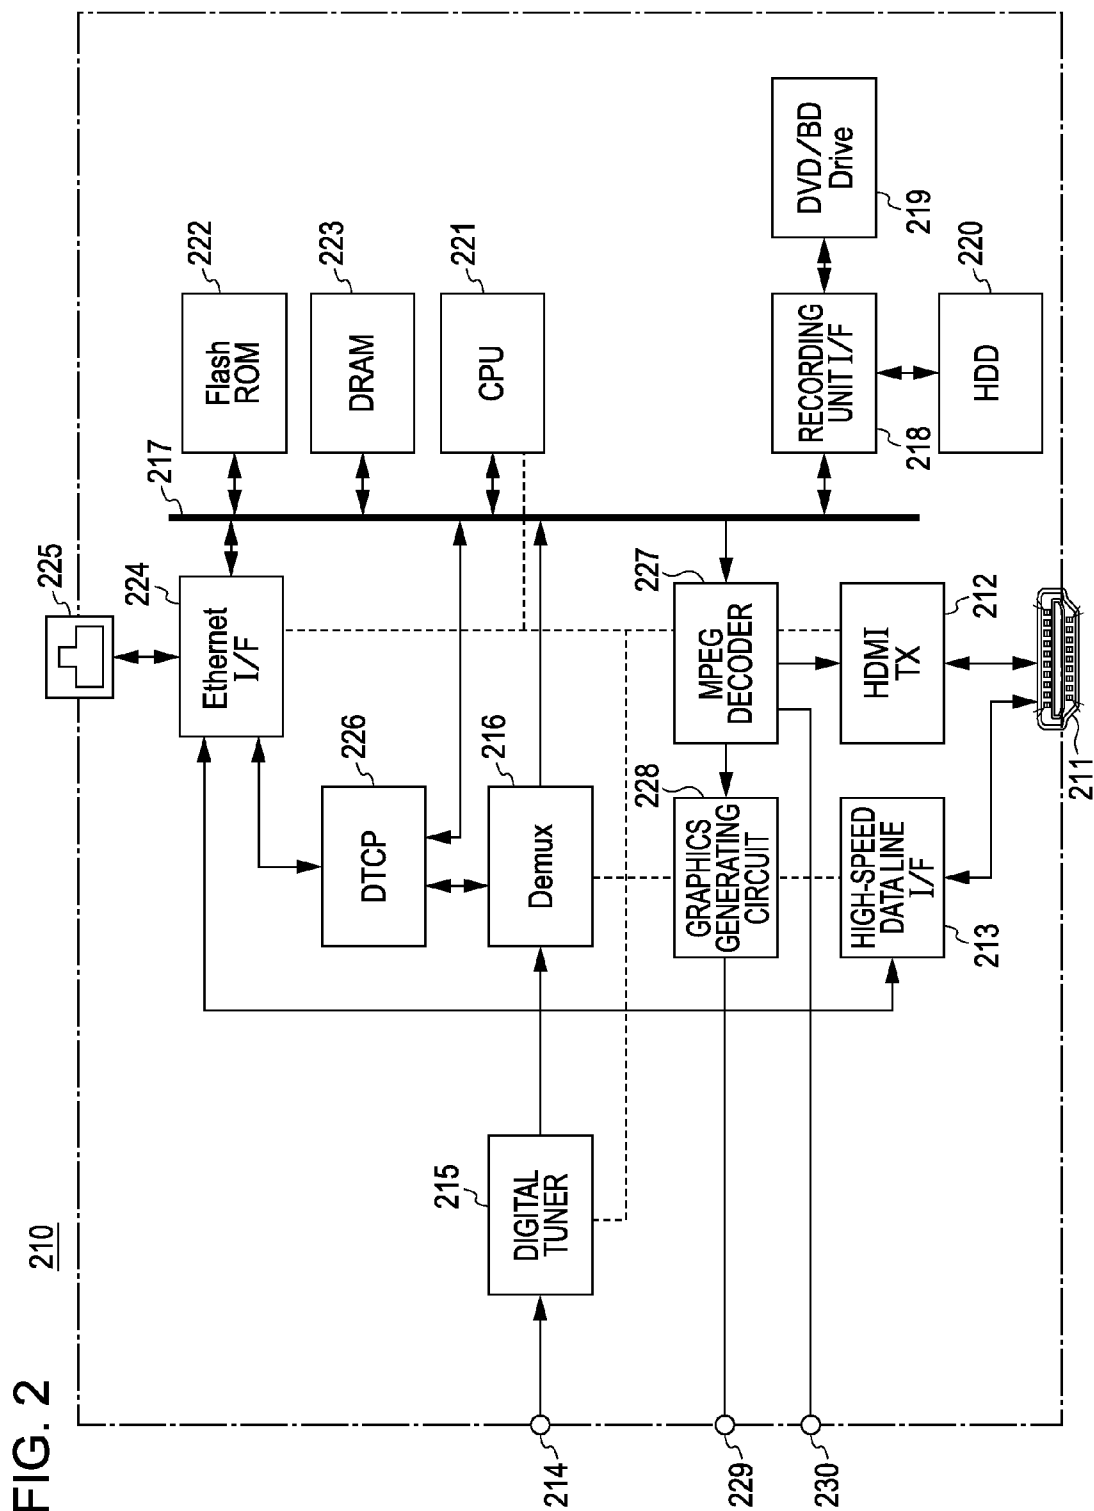 FIG. 2
210
225
224
Ethernet
I/F
217
222
Flash
ROM
223
DRAM
221
CPU
226
DTCP
216
Demux
215
DIGITAL
TUNER
214
227
MPEG
DECODER
228
GRAPHICS
GENERATING
CIRCUIT
229
230
212
HDMI
TX
HIGH-SPEED
DATA LINE
I/F
213
211
RECORDING
UNIT I/F
218
DVD/BD
Drive
219
220
HDD